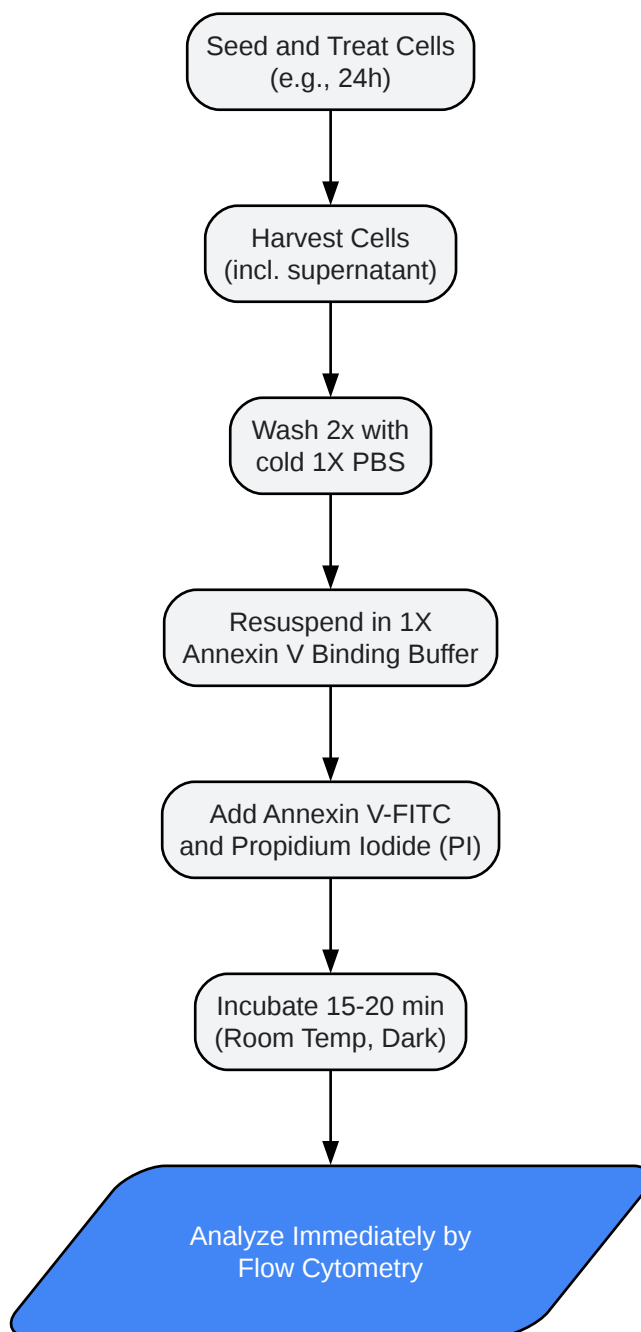 Seed and Treat Cells
(e.g., 24h)
Harvest Cells
(incl. supernatant)
Wash 2x with
cold 1X PBS
Resuspend in 1X
Annexin V Binding Buffer
Add Annexin V-FITC
and Propidium Iodide (PI)
Incubate 15-20 min
(Room Temp, Dark)
Analyze Immediately by
Flow Cytometry